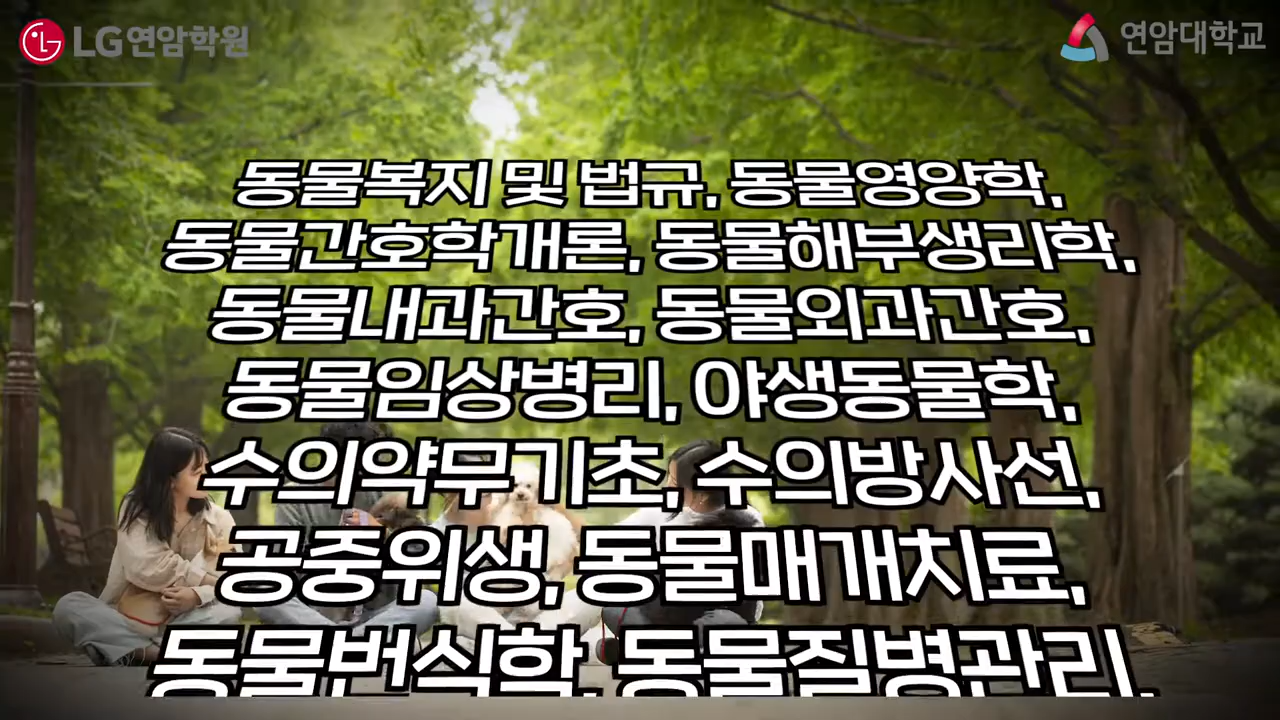 LG연암학원
연암대학교
동물복지 및 법규, 동물영양학,
동물간호학개론, 동물해부생리학,
동물내과간호, 동물외과간호,
동물임상병리, 야생동물학,
수의약무기초, 수의방사선,
공중위생, 동물매개치료,
동물번식학, 동물질병관리,